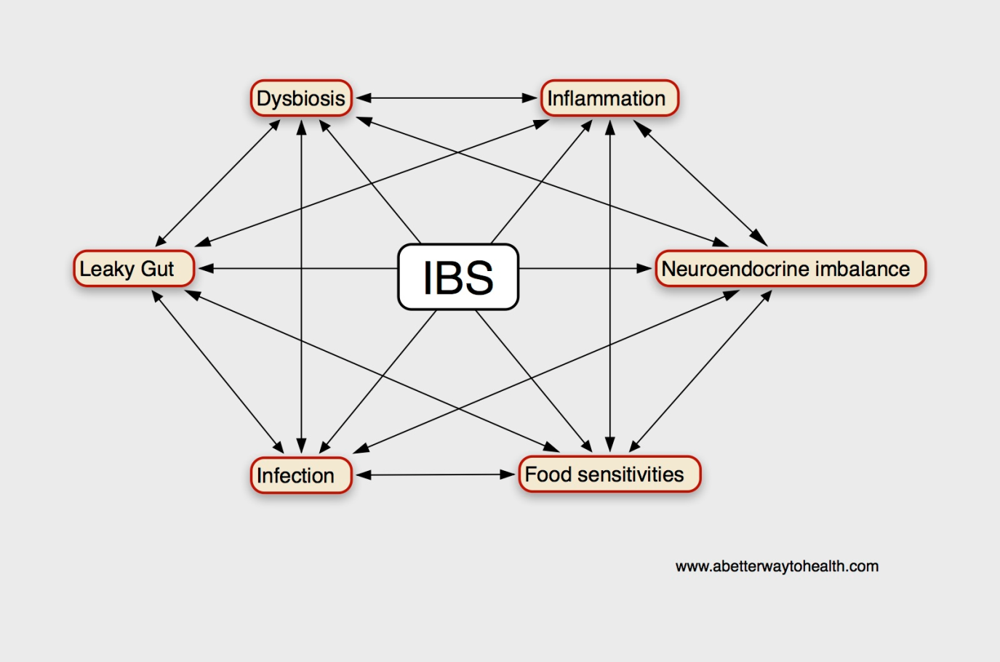 Dysbiosis
Inflammation
Leaky Gut
IBS
Neuroendocrine imbalance
Infection
Food sensitivities
www.abetterwaytohealth.com